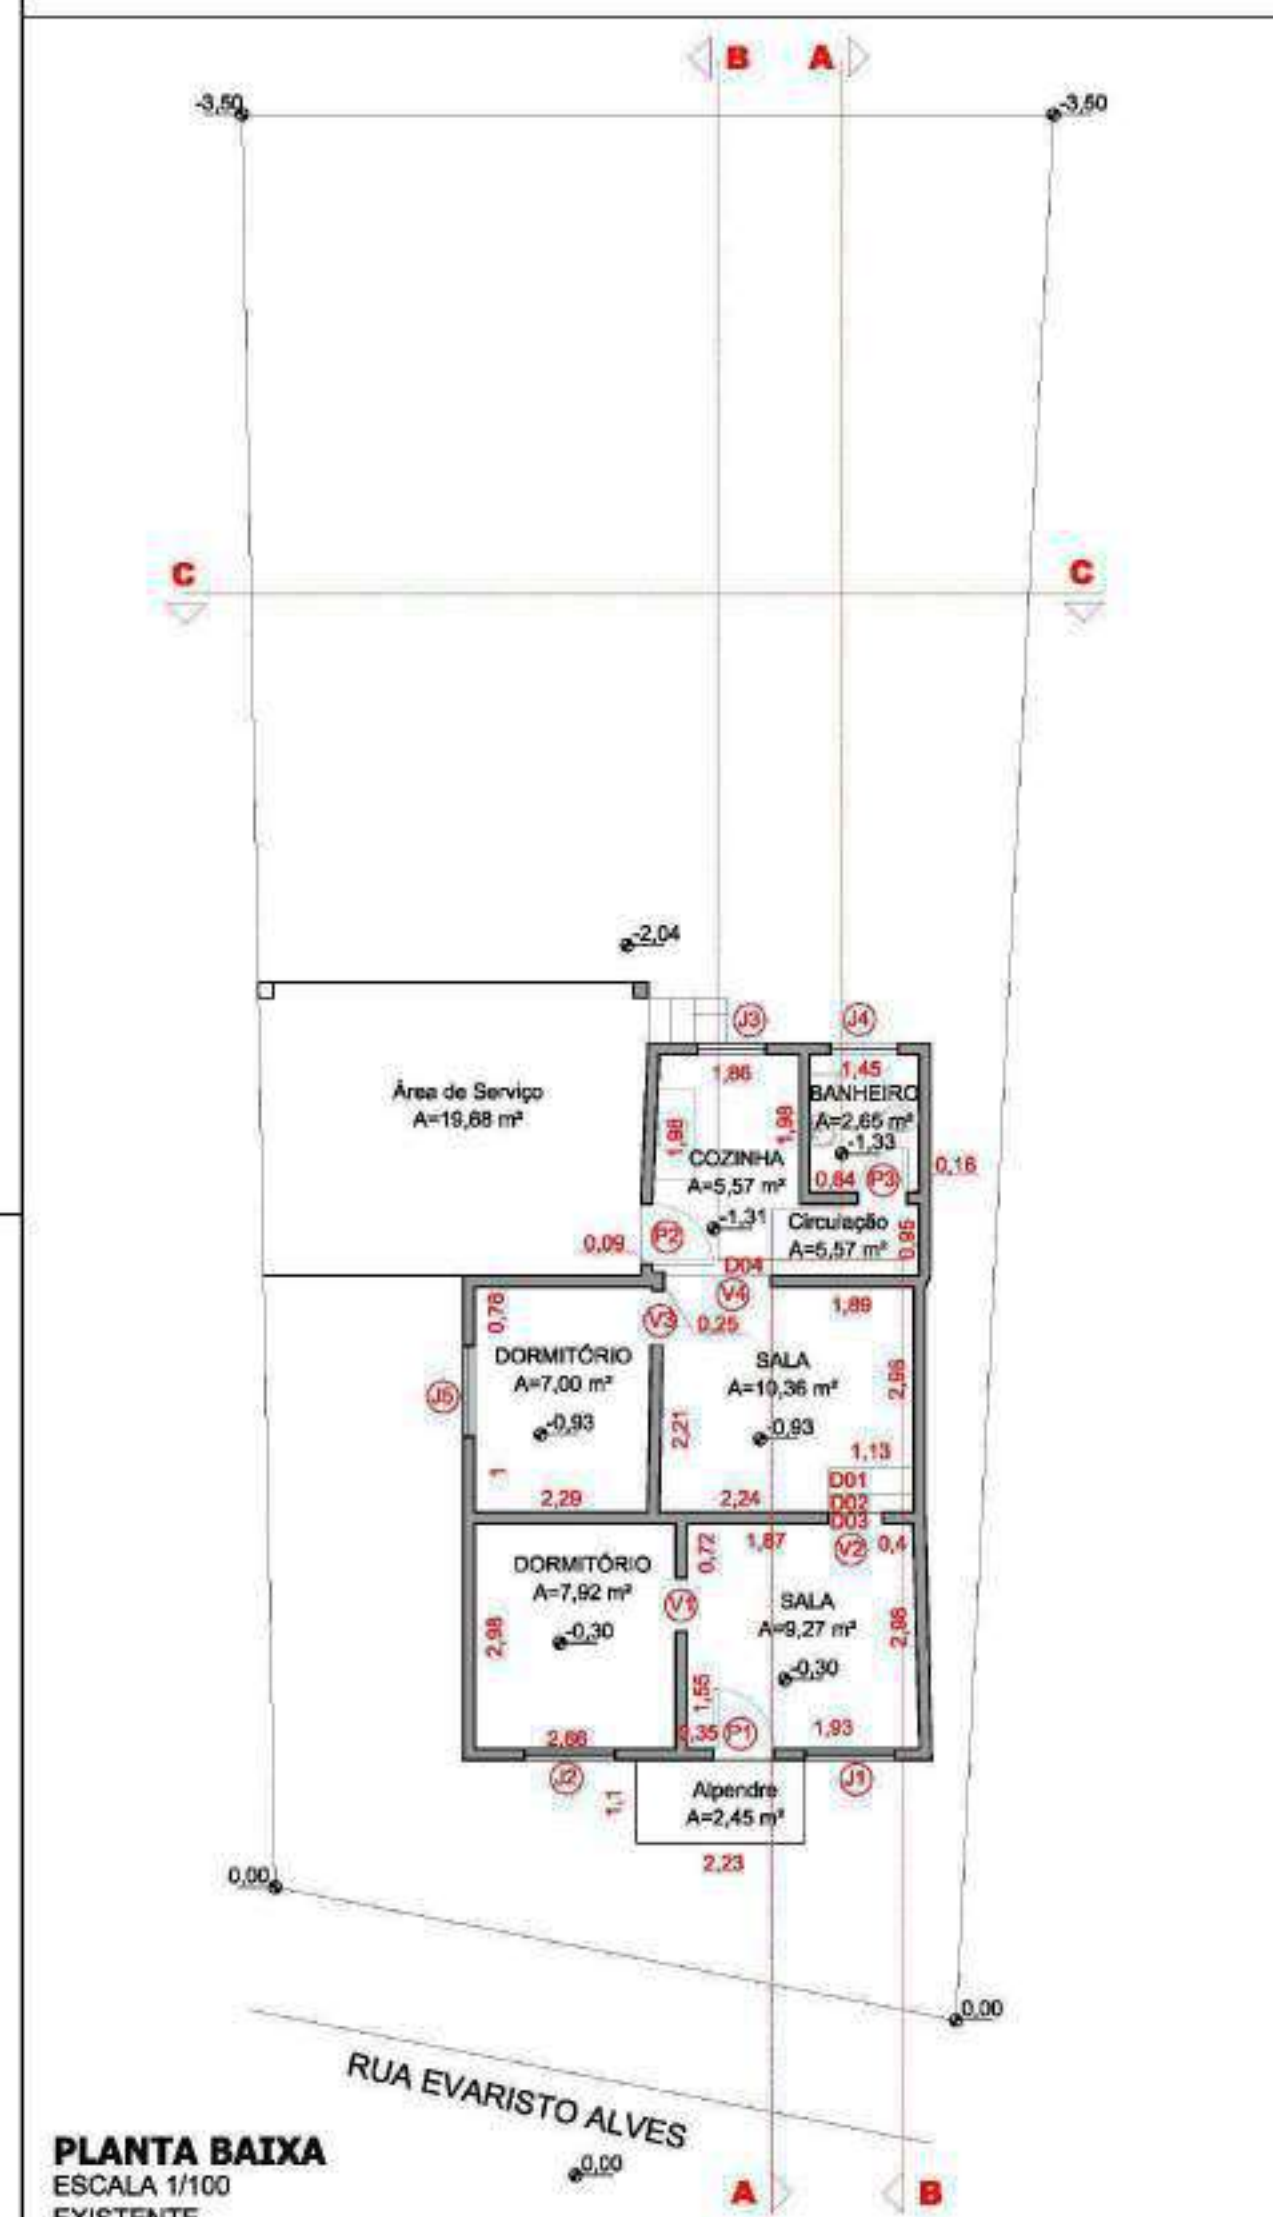 B A
-3,50 -3,50
C C
-2,04
J3 J4
1,86 1,45
Área de Serviço
A=19,68 m²
BANHEIRO
A=2,65 m²
-1,33
1,98 1,98
COZINHA
A=5,57 m²
-1,31
0,64 P3 0,16
Circulação
A=5,57 m²
0,95
P2
0,09
D04
V4
0,76 1,89
V3 0,25
DORMITÓRIO
A=7,00 m²
-0,93
SALA
A=10,36 m²
-0,93
2,98
J5
2,21
1,13
1
D01
2,29 2,24
D02
D03
1,87 V2 0,4
0,72
DORMITÓRIO
A=7,92 m²
-0,30
V1
SALA
A=9,27 m²
-0,30
2,98 2,98
1,55
,35 P1 1,93
2,66
J2 J1
Alpendre
A=2,45 m²
1,1
2,23
0,00
0,00
RUA EVARISTO ALVES
0,00
PLANTA BAIXA
ESCALA 1/100
EXISTENTE
A B